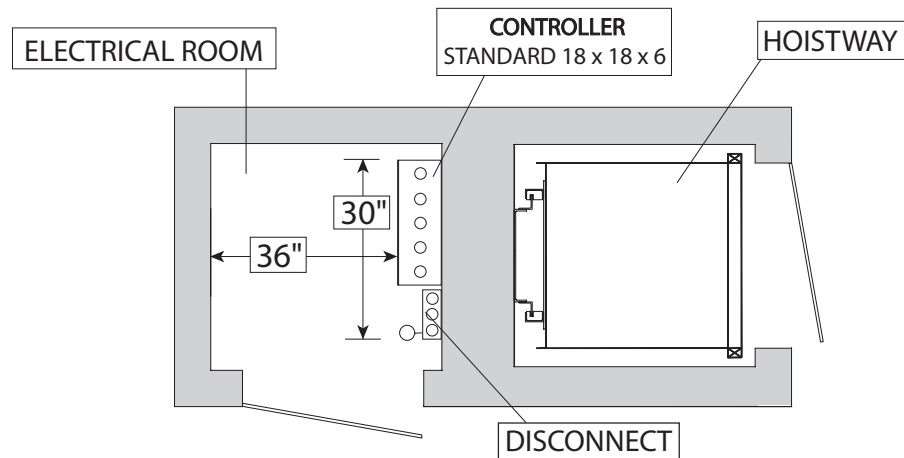 CONTROLLER
STANDARD 18 x 18 x 6
ELECTRICAL ROOM
HOISTWAY
30"
36"
DISCONNECT